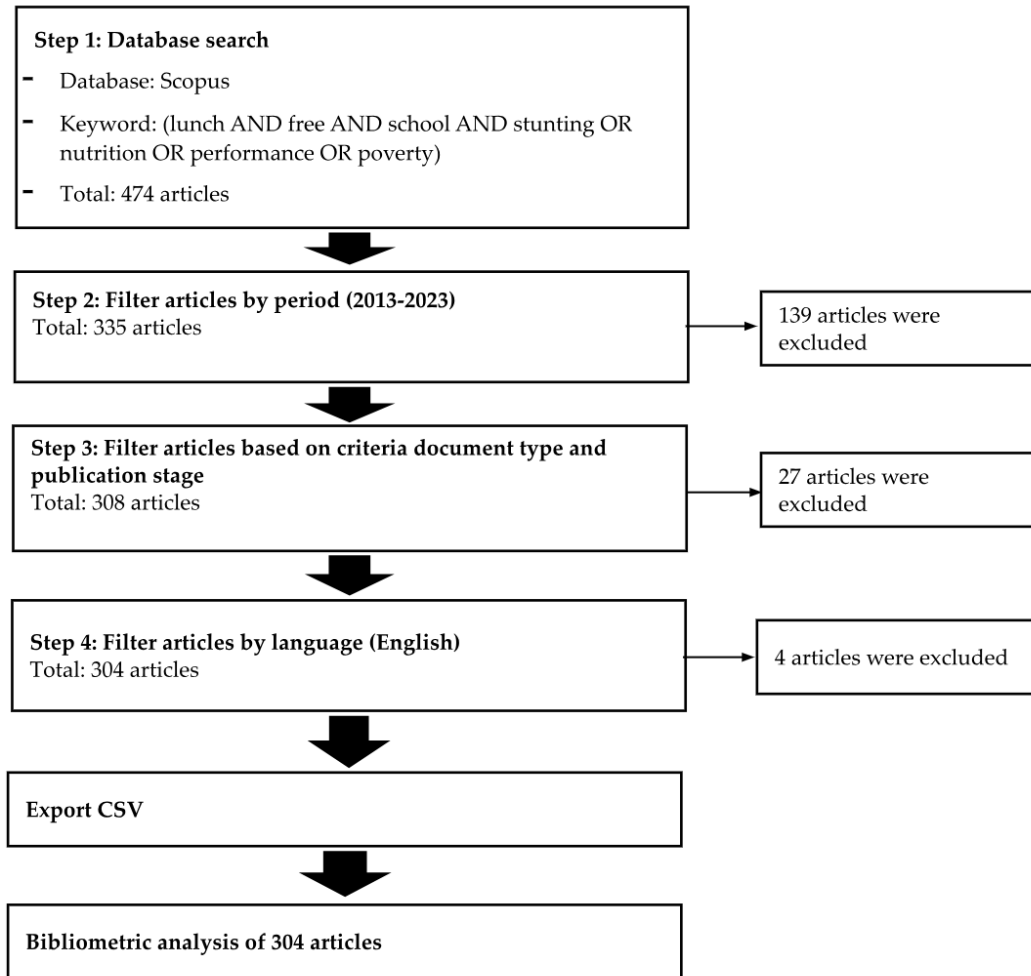 Step 1: Database search
- Database: Scopus
- Keyword: (lunch AND free AND school AND stunting OR
nutrition OR performance OR poverty)
- Total: 474 articles
Step 2: Filter articles by period (2013-2023)
Total: 335 articles
139 articles were
excluded
Step 3: Filter articles based on criteria document type and
publication stage
Total: 308 articles
27 articles were
excluded
Step 4: Filter articles by language (English)
Total: 304 articles
4 articles were excluded
Export CSV
Bibliometric analysis of 304 articles